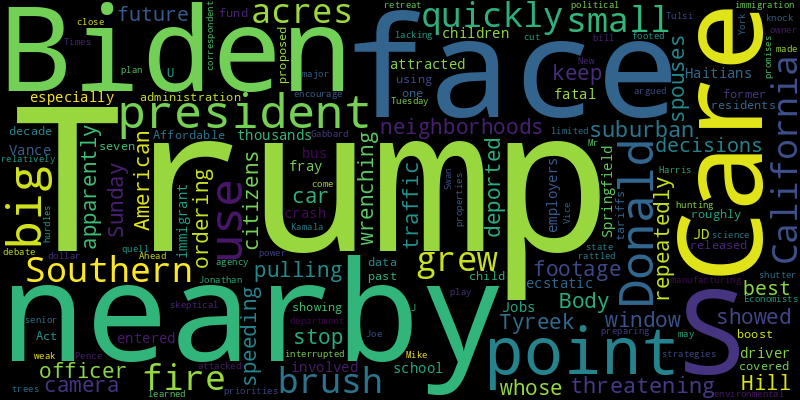 Biden
face
Care
Trump
nearby
S
point
president
Donald
California
use
big
Southern
fire
brush
grew
small
quickly
acres
future
fund
correspondent
close
Times
plan
U
proposed
children
retreat
lacking
cut
bill
footed
political
Tulsi
immigration
York
knock
owner
promises
made
attracted
major
encourage
using
one
New
Tuesday
argued
keep
fatal
spouses
Haitians
former
residents
especially
administration
decade
Vance
relatively
seven
Affordable
thousands
Gabbard
neighborhoods
limited
Mr
suburban
decisions
apparently
Sunday
American
immigrant
ordering
citizens
bus
fray
come
car
crash
Kamala
wrenching
traffic
deported
Swan
properties
employers
Vice
Springfield
state
rattled
tariffs
Harris
hunting
roughly
JD
science
released
repeatedly
hurdles
debate
dollar
quell
Ahead
agency
Jonathan
power
pulling
data
past
footage
ecstatic
child
Jobs
Body
window
showed
manufacturing
shutter
Economists
best
boost
senior
Act
weak
Pence
officer
camera
trees
learned
skeptical
entered
attacked
priorities
speeding
showing
department
interrupted
involved
stop
Joe
Mike
school
play
J
Tyreek
whose
threatening
preparing
may
strategies
driver
covered
Hill
environmental